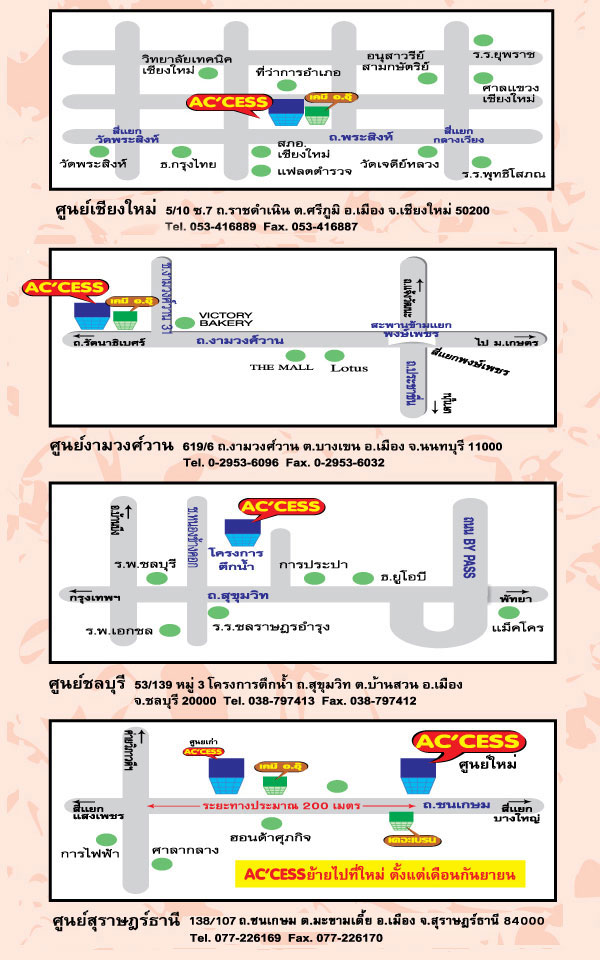 วิทยาลัยเทคนิค
เชียงใหม่
ที่ว่าการอำเภอ
อนุสาวรีย์
สามกษัตริย์
ร.ร.ยุพราช
ศาลแขวง
เชียงใหม่
AC'CESS
เคมี อ.อุ๊
สี่แยก
วัดพระสิงห์
ถ.พระสิงห์
สี่แยก
กลางเวียง
วัดพระสิงห์
ธ.กรุงไทย
สภอ.
เชียงใหม่
แฟลตตำรวจ
วัดเจดีย์หลวง
ร.ร.พุทธิโสภณ
ศูนย์เชียงใหม่ 5/10 ซ.7 ถ.ราชดำเนิน ต.ศรีภูมิ อ.เมือง จ.เชียงใหม่ 50200
Tel. 053-416889 Fax. 053-416887
AC'CESS
เคมี อ.อุ๊
ซ.งามวงศ์วาน 31
VICTORY
BAKERY
ถ.แจ้งวัฒนะ
สะพานข้ามแยก
พงษ์เพชร
ถ.รัตนาธิเบศร์
ถ.งามวงศ์วาน
ไป ม.เกษตร
สี่แยกพงษ์เพชร
THE MALL
Lotus
ถ.ประชาชื่น
ศูนย์งามวงศ์วาน 619/6 ถ.งามวงศ์วาน ต.บางเขน อ.เมือง จ.นนทบุรี 11000
Tel. 0-2953-6096 Fax. 0-2953-6032
อ.บ้านบึง
ซ.หนองข้างคอก
AC'CESS
โครงการ
ตึกน้ำ
ถนน BY PASS
ร.พ.ชลบุรี
การประปา
ธ.ยูโอบี
กรุงเทพฯ
ถ.สุขุมวิท
พัทยา
ร.พ.เอกชล
ร.ร.ชลราษฎรอำรุง
แม็คโคร
ศูนย์ชลบุรี 53/139 หมู่ 3 โครงการตึกน้ำ ถ.สุขุมวิท ต.บ้านสวน อ.เมือง
จ.ชลบุรี 20000 Tel. 038-797413 Fax. 038-797412
ศูนย์เก่า
AC'CESS
เคมี อ.อุ๊
AC'CESS
ศูนย์ใหม่
สี่แยก
แสงเพชร
ระยะทางประมาณ 200 เมตร
ถ.ชนเกษม
สี่แยก
บางใหญ่
เดอะเบรน
การไฟฟ้า
ศาลากลาง
ฮอนด้าศุภกิจ
AC'CESSย้ายไปที่ใหม่ ตั้งแต่เดือนกันยายน
ศูนย์สุราษฎร์ธานี 138/107 ถ.ชนเกษม ต.มะขามเตี้ย อ.เมือง จ.สุราษฎร์ธานี 84000
Tel. 077-226169 Fax. 077-226170